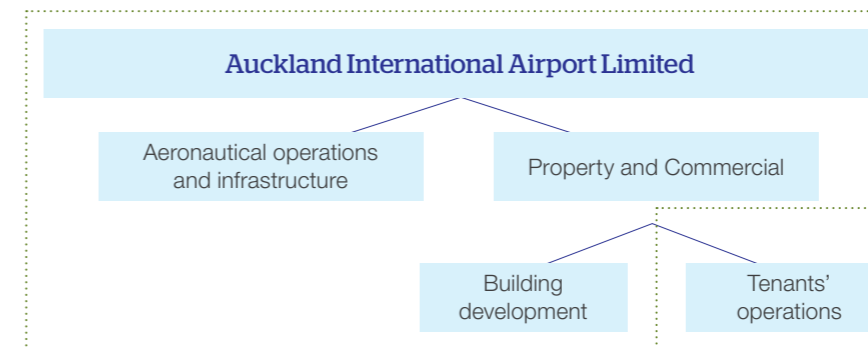 Auckland International Airport Limited
Aeronautical operations
and infrastructure
Property and Commercial
Building
development
Tenants’
operations